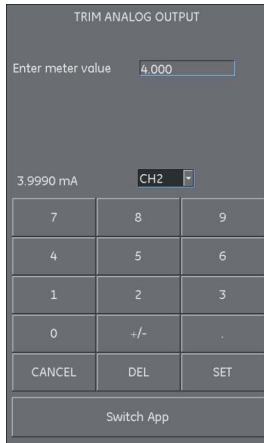 TRIM ANALOG OUTPUT
Enter meter value 4.000
3.9990 mA CH2
7 8 9
4 5 6
1 2 3
0 +/- .
CANCEL DEL SET
Switch App